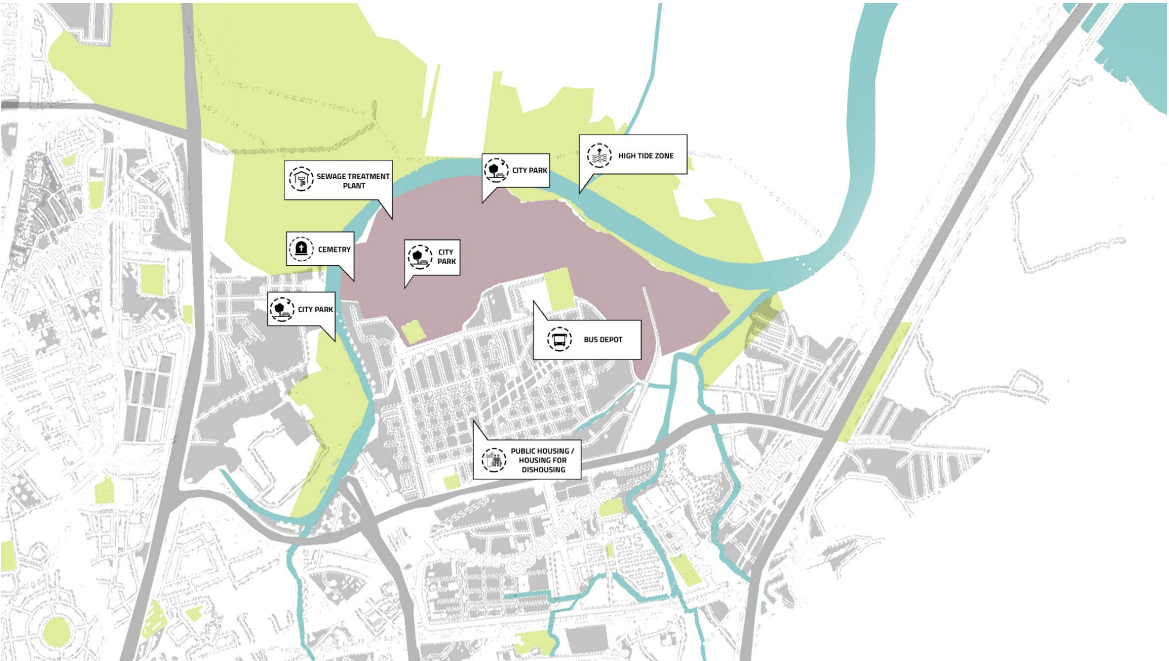 CITY PARK
HIGH TIDE ZONE
SEWAGE TREATMENT
PLANT
CEMETRY
CITY
PARK
CITY PARK
BUS DEPOT
PUBLIC HOUSING /
HOUSING FOR
DISHOUSING